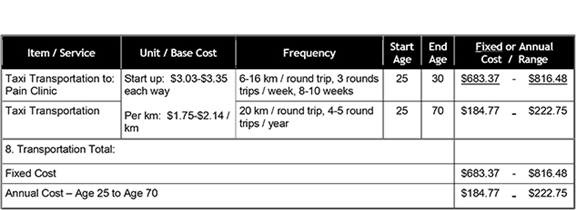 Item / Service Unit / Base Cost Frequency Start Age End Age Fixed or Annual Cost / Range
Taxi Transportation to: Pain Clinic Start up: $3.03-$3.35 each way 6-16 km / round trip, 3 rounds trips / week, 8-10 weeks 25 30 $683.37 - $816.48
Taxi Transportation Per km: $1.75-$2.14 / km 20 km / round trip, 4-5 round trips / year 25 70 $184.77 - $222.75
8. Transportation Total:
Fixed Cost $683.37 - $816.48
Annual Cost – Age 25 to Age 70 $184.77 - $222.75